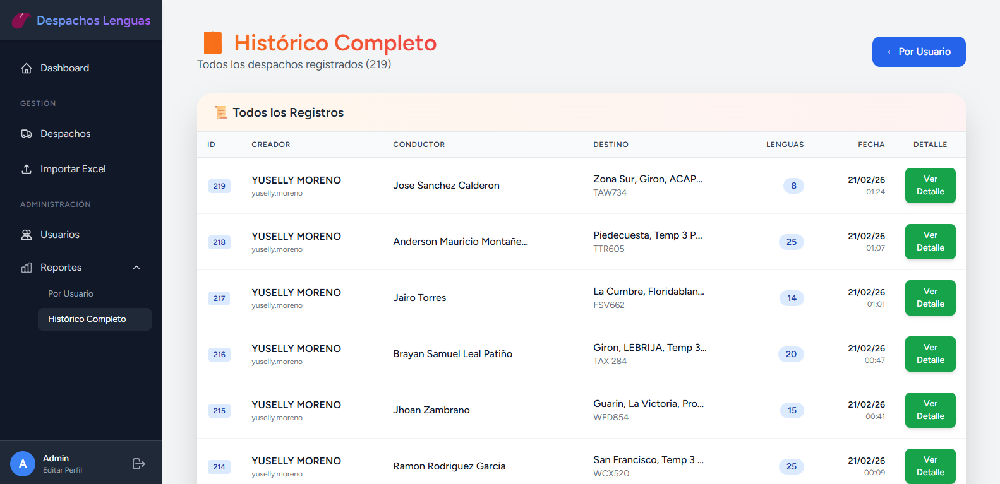 Despachos Lenguas
Dashboard
GESTIÓN
Despachos
Importar Excel
ADMINISTRACIÓN
Usuarios
Reportes
Por Usuario
Histórico Completo
A
Admin
Editar Perfil
Histórico Completo
Todos los despachos registrados (219)
← Por Usuario
Todos los Registros
ID CREADOR CONDUCTOR DESTINO LENGUAS FECHA DETALLE
219 YUSELLY MORENO Jose Sanchez Calderon Zona Sur, Giron, ACAP... 8 21/02/26 Ver Detalle
yuselly.moreno TAW734 01:24
218 YUSELLY MORENO Anderson Mauricio Montañe... Piedecuesta, Temp 3 P... 25 21/02/26 Ver Detalle
yuselly.moreno TTR605 01:07
217 YUSELLY MORENO Jairo Torres La Cumbre, Floridablan... 14 21/02/26 Ver Detalle
yuselly.moreno FSV662 01:01
216 YUSELLY MORENO Brayan Samuel Leal Patiño Giron, LEBRIJA, Temp 3... 20 21/02/26 Ver Detalle
yuselly.moreno TAX 284 00:47
215 YUSELLY MORENO Jhoan Zambrano Guarin, La Victoria, Pro... 15 21/02/26 Ver Detalle
yuselly.moreno WFD854 00:41
214 YUSELLY MORENO Ramon Rodriguez Garcia San Francisco, Temp 3 ... 25 21/02/26 Ver Detalle
yuselly.moreno WCX520 00:09